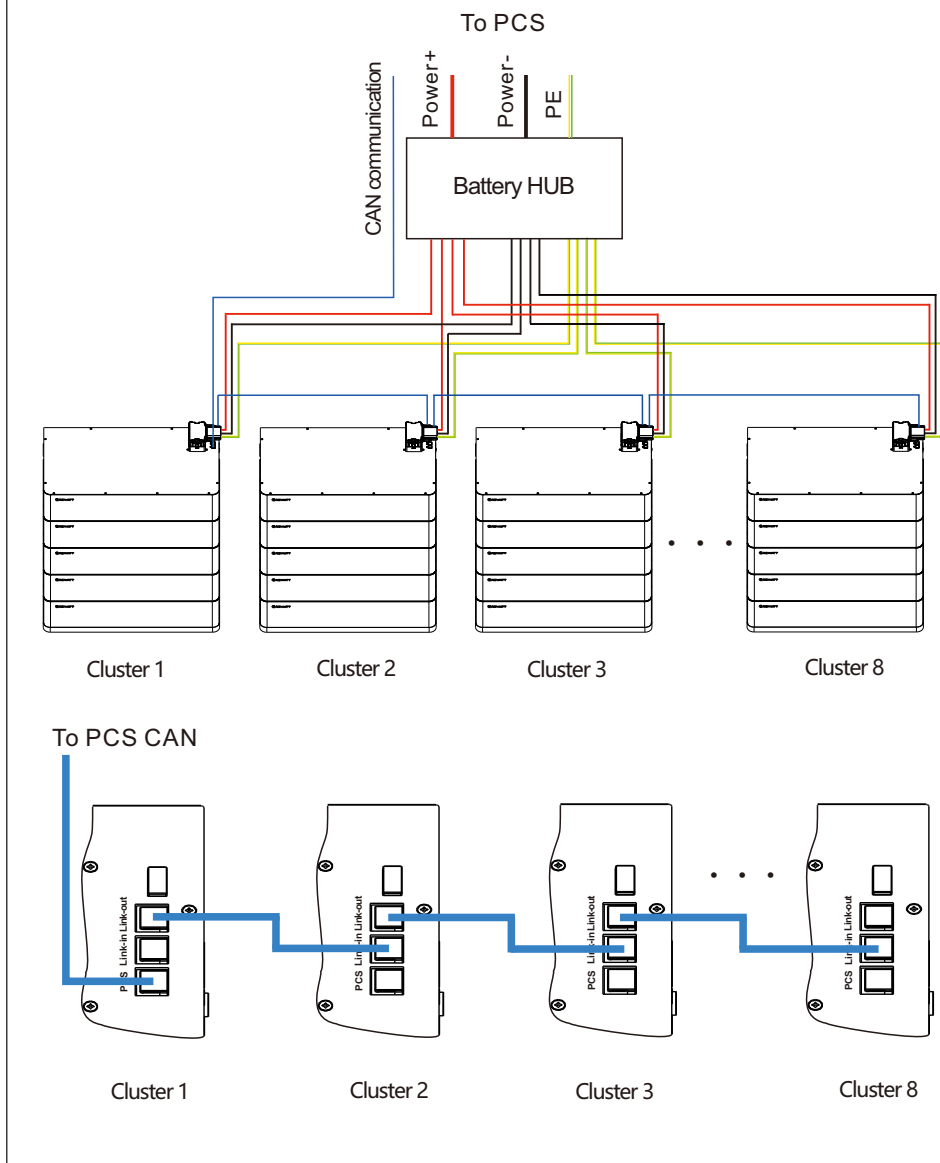 To PCS
CAN communication
Power+
Power-
PE
Battery HUB
Cluster 1
Cluster 2
Cluster 3
. . .
Cluster 8
To PCS CAN
PCS Link-in Link-out
PCS Link-in Link-out
PCS Link-in Link-out
. . .
PCS Link-in Link-out
Cluster 1
Cluster 2
Cluster 3
Cluster 8